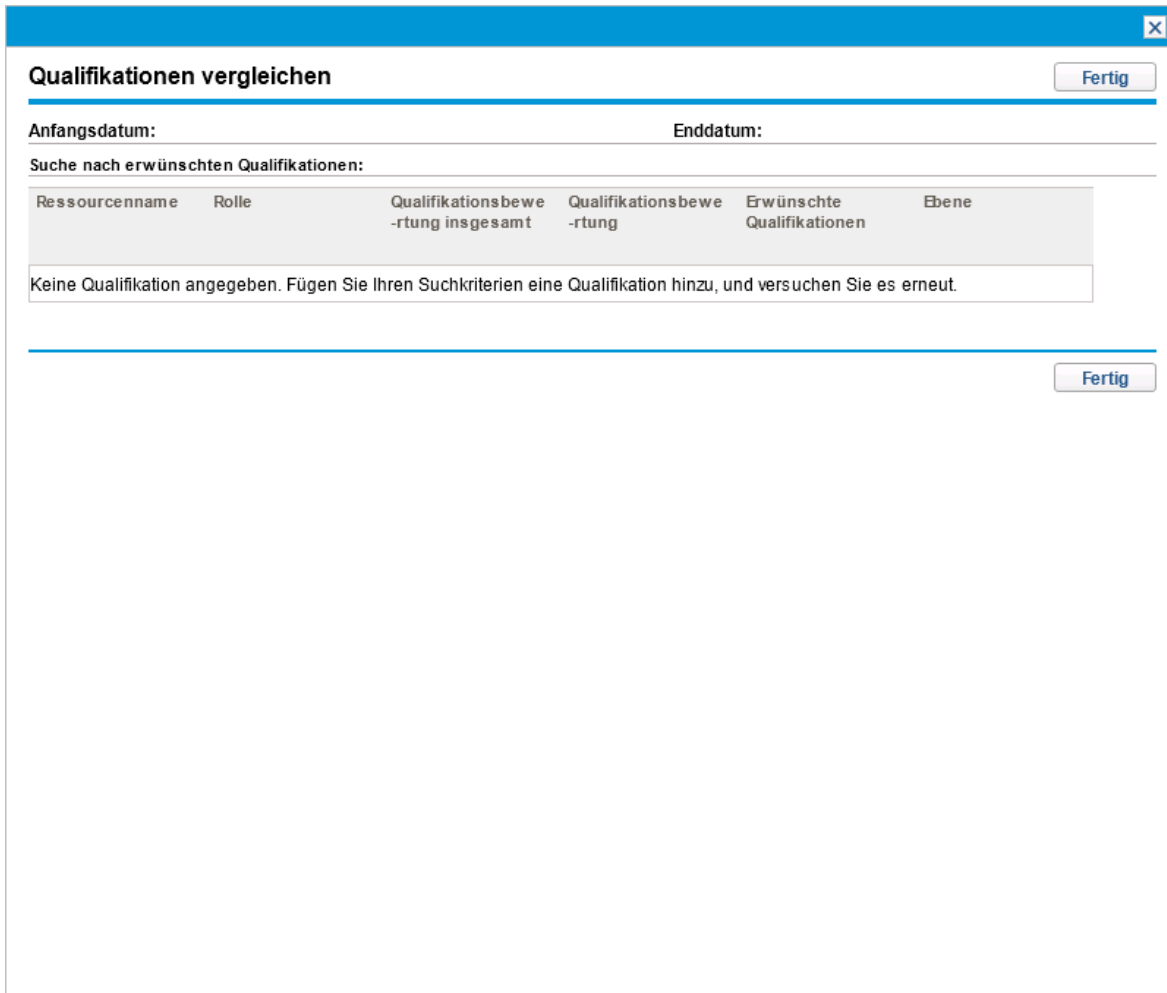 Qualifikationen vergleichen Fertig
Anfangsdatum: Enddatum:
Suche nach erwünschten Qualifikationen:
Ressourcenname Rolle Qualifikationsbewe Qualifikationsbewe Erwünschte Ebene
-rtung insgesamt -rtung Qualifikationen
Keine Qualifikation angegeben. Fügen Sie Ihren Suchkriterien eine Qualifikation hinzu, und versuchen Sie es erneut.
Fertig